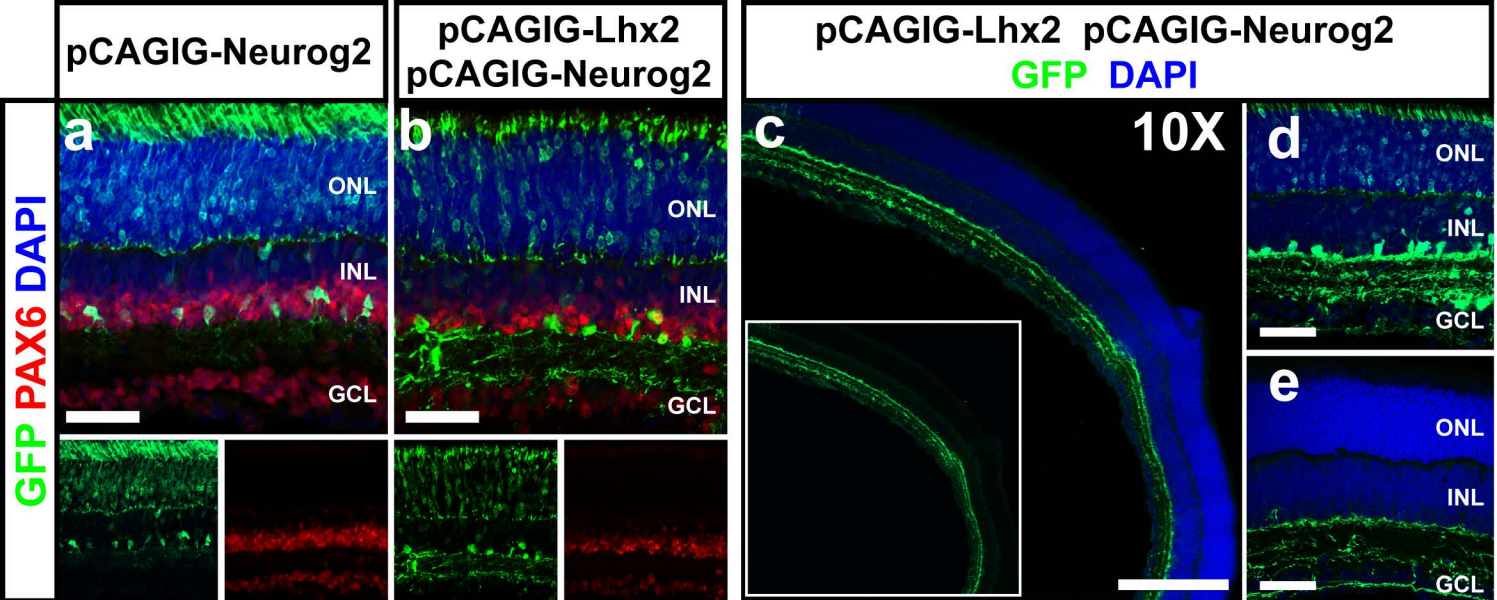 pCAGIG-Neurog2
pCAGIG-Lhx2
pCAGIG-Neurog2
pCAGIG-Lhx2 pCAGIG-Neurog2
GFP DAPI
GFP PAX6 DAPI
a
ONL
INL
GCL
b
ONL
INL
GCL
c
10X
d
ONL
INL
GCL
e
ONL
INL
GCL